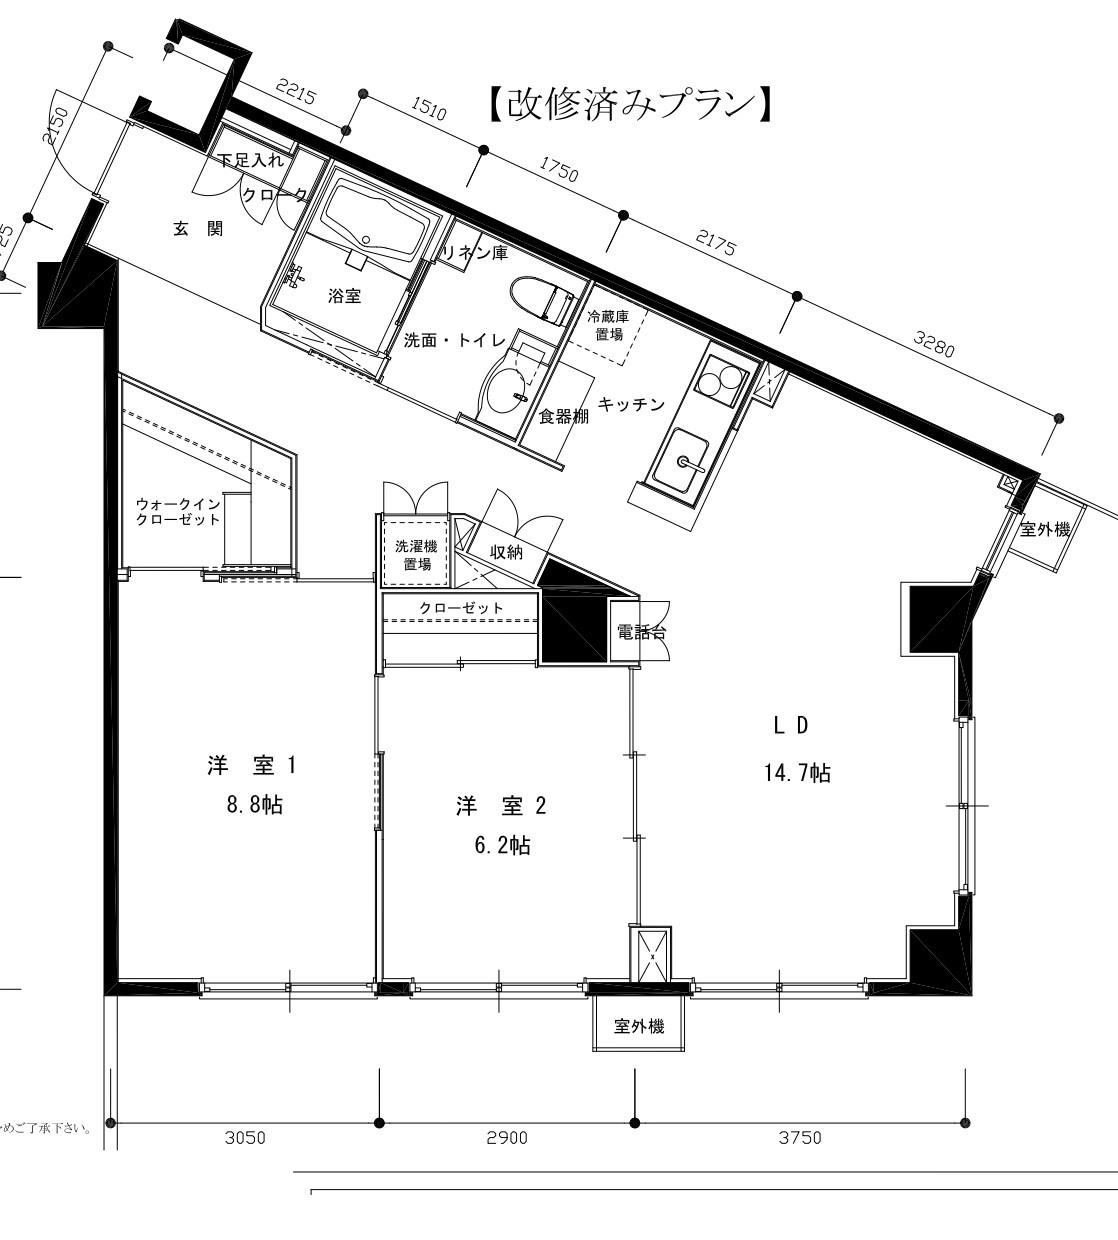 【改修済みプラン】
2215
1510
1750
2175
3280
2150
25
下足入れ
クローク
玄　関
リネン庫
浴室
洗面・トイレ
冷蔵庫
置場
食器棚
キッチン
ウォークイン
クローゼット
洗濯機
置場
収納
クローゼット
電話台
室外機
ＬＤ
14.7帖
洋　室 1
8.8帖
洋　室 2
6.2帖
室外機
めご了承下さい。
3050
2900
3750